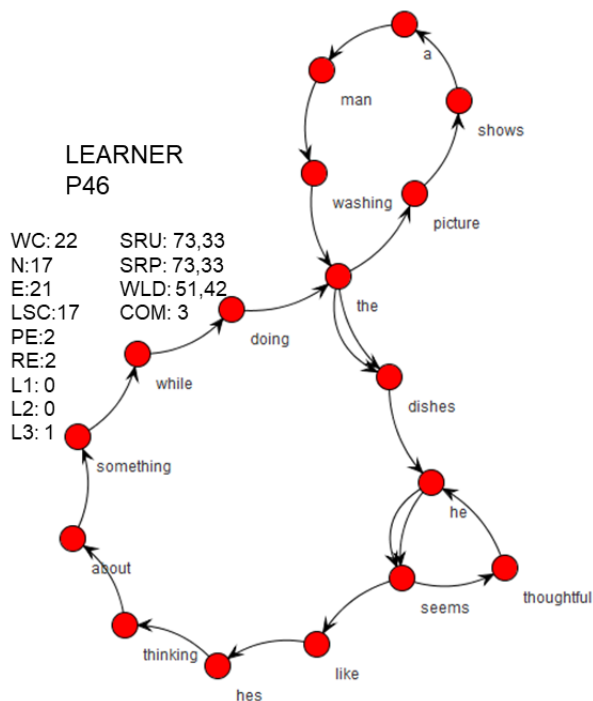 LEARNER
P46
WC: 22 SRU: 73,33
N:17 SRP: 73,33
E:21 WLD: 51,42
LSC:17 COM: 3
PE:2
RE:2
L1: 0
L2: 0
L3: 1
a
man
shows
washing
picture
the
doing
while
dishes
something
he
about
seems
thoughtful
thinking
like
hes